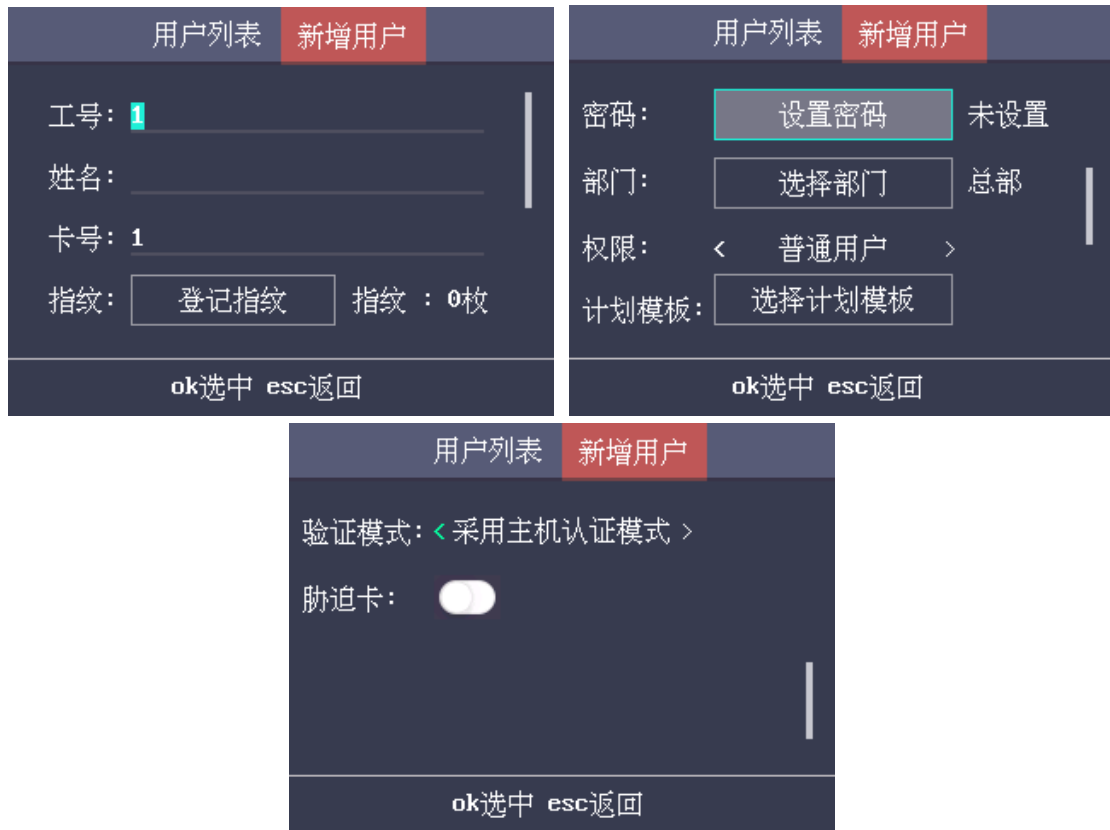 用户列表 新增用户
工号: 1
姓名:
卡号: 1
指纹: 登记指纹 指纹 : 0枚
ok选中 esc返回
用户列表 新增用户
密码: 设置密码 未设置
部门: 选择部门 总部
权限: < 普通用户 >
计划模板: 选择计划模板
ok选中 esc返回
用户列表 新增用户
验证模式: < 采用主机认证模式 >
胁迫卡:
ok选中 esc返回